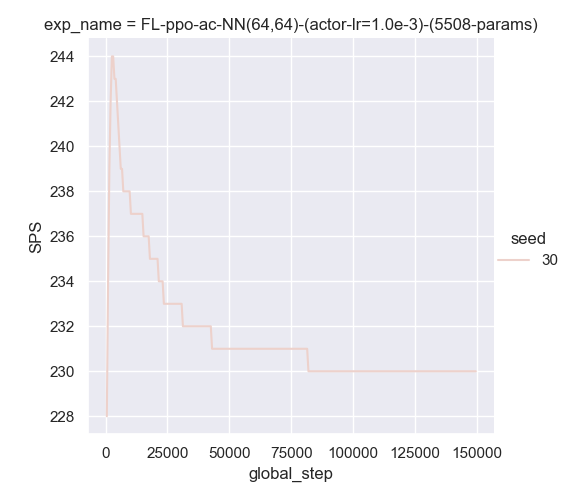 exp_name = FL-ppo-ac-NN(64,64)-(actor-lr=1.0e-3)-(5508-params)
244
242
240
238
236
234
232
230
228
SPS
seed
30
0 25000 50000 75000 100000 125000 150000
global_step